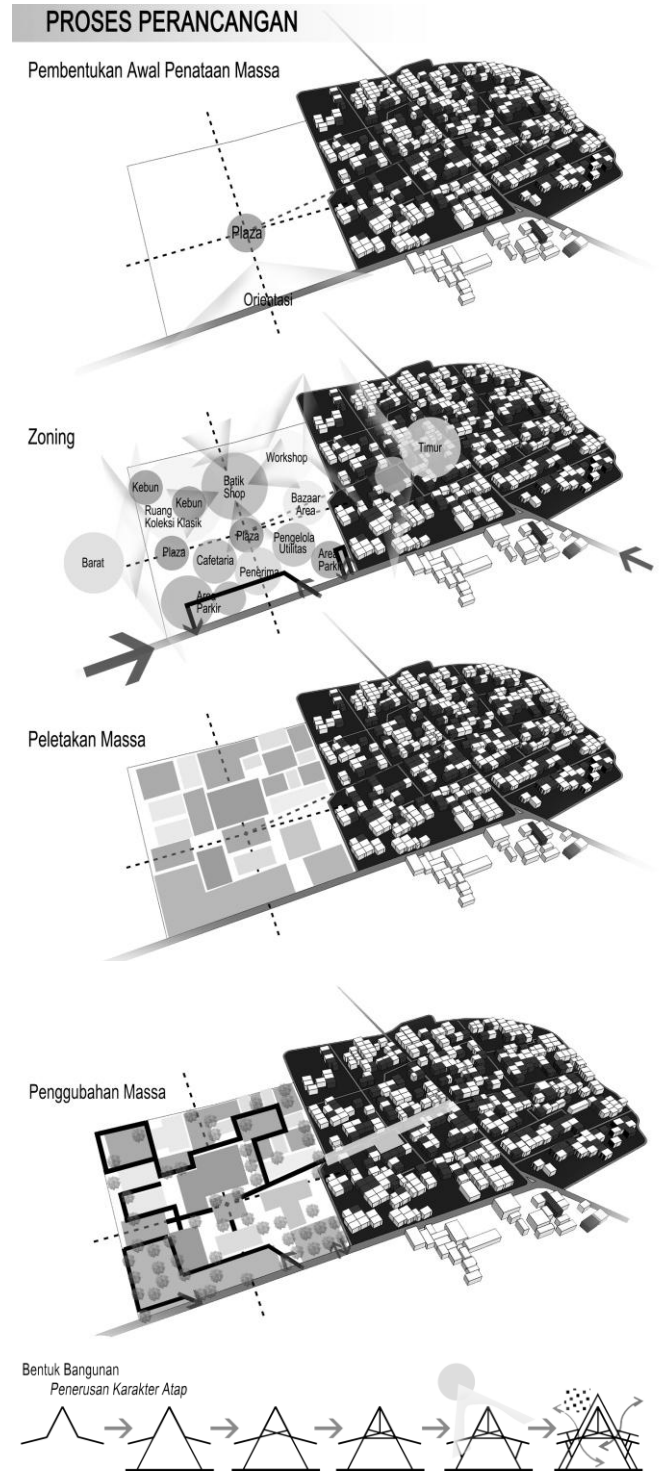 PROSES PERANCANGAN
Pembentukan Awal Penataan Massa
Plaza
Orientasi
Zoning
Timur
Workshop
Batik
Shop
Kebun
Kebun
Bazaar
Area
Ruang
Koleksi Klasik
Plaza
Pengelola
Utilitas
Barat
Plaza
Cafetaria
Area
Parkir
Penerima
Area
Parkir
Peletakan Massa
Penggubahan Massa
Bentuk Bangunan
Penerusan Karakter Atap